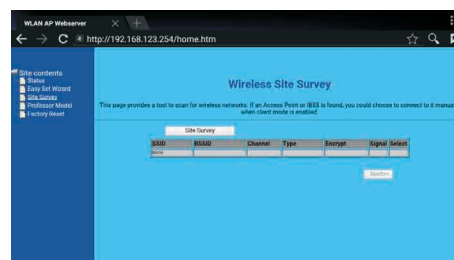 WLAN AP Webserver
http://192.168.123.254/home.htm
Site contents
Status
Easy Set Wizard
Site Survey
Professor Model
Factory Reset
Wireless Site Survey
This page provides a tool to scan for wireless networks. If an Access Point or IBSS is found, you could choose to connect to it manua
when client mode is enabled
Site Survey
SSID BSSID Channel Type Encrypt Signal Select
None